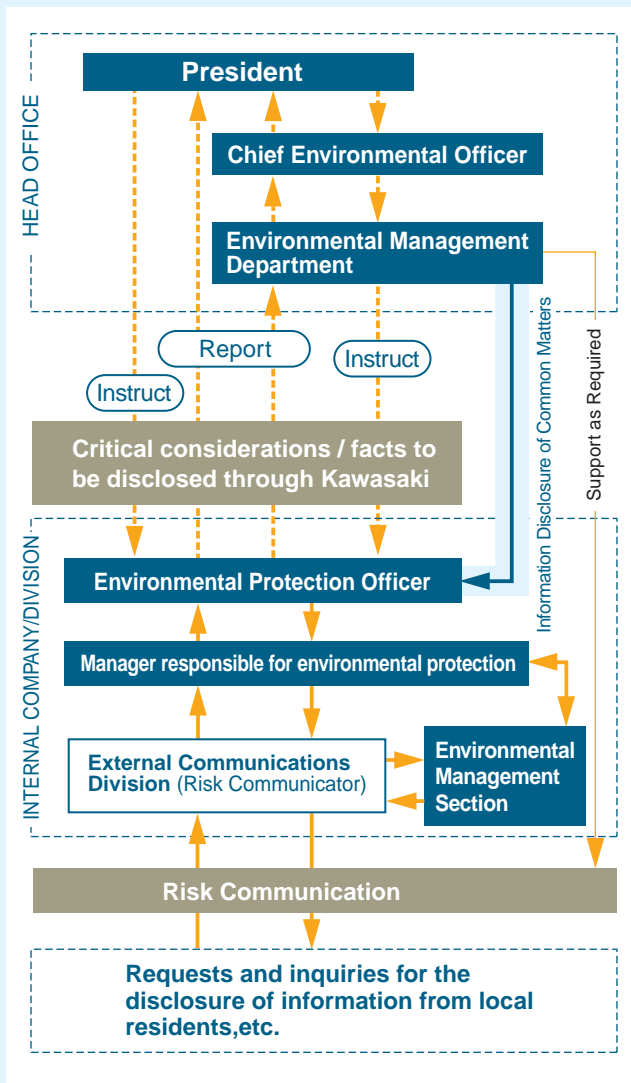 HEAD OFFICE
President
Chief Environmental Officer
Environmental Management
Department
Report
Instruct
Instruct
Information Disclosure of Common Matters
Support as Required
Critical considerations / facts to
be disclosed through Kawasaki
INTERNAL COMPANY/DIVISION
Environmental Protection Officer
Manager responsible for environmental protection
External Communications
Division (Risk Communicator)
Environmental
Management
Section
Risk Communication
Requests and inquiries for the
disclosure of information from local
residents,etc.